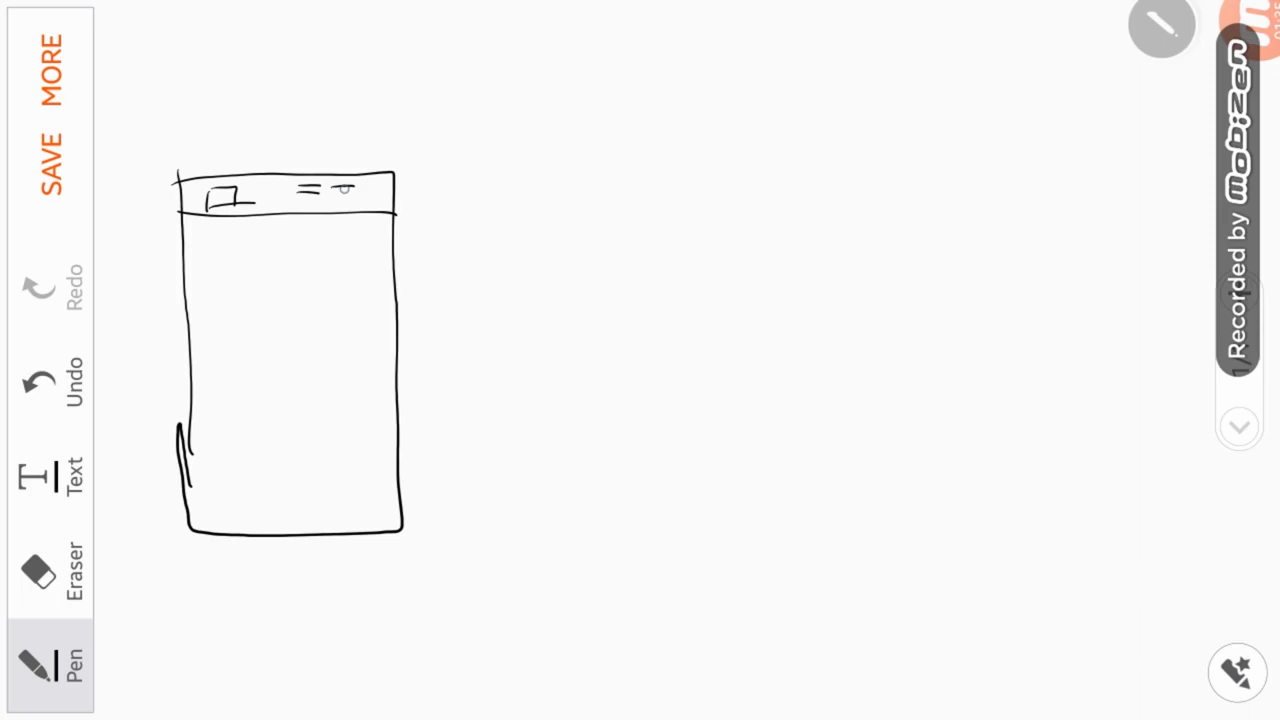 SAVE MORE
Redo
Undo
Text
Eraser
Pen
Recorded by mobizen